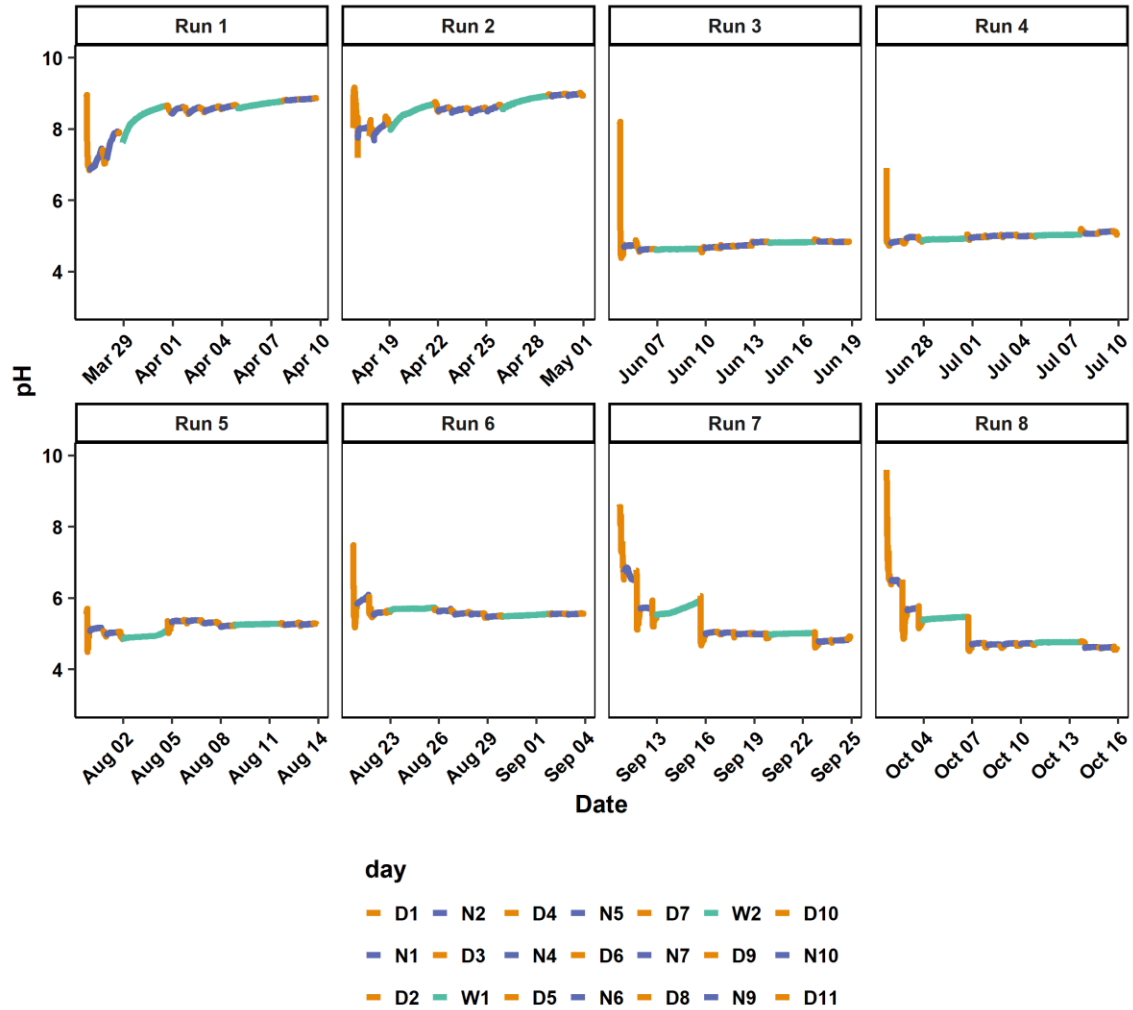 Run 1 Run 2 Run 3 Run 4
10
8
6
4
Mar 29 Apr 01 Apr 04 Apr 07 Apr 10 Apr 19 Apr 22 Apr 25 Apr 28 May 01 Jun 07 Jun 10 Jun 13 Jun 16 Jun 19 Jun 28 Jul 01 Jul 04 Jul 07 Jul 10
pH
Run 5 Run 6 Run 7 Run 8
10
8
6
4
Aug 02 Aug 05 Aug 08 Aug 11 Aug 14 Aug 23 Aug 26 Aug 29 Sep 01 Sep 04 Sep 13 Sep 16 Sep 19 Sep 22 Sep 25 Oct 04 Oct 07 Oct 10 Oct 13 Oct 16
Date
day
D1 N2 D4 N5 D7 W2 D10
N1 D3 N4 D6 N7 D9 N10
D2 W1 D5 N6 D8 N9 D11